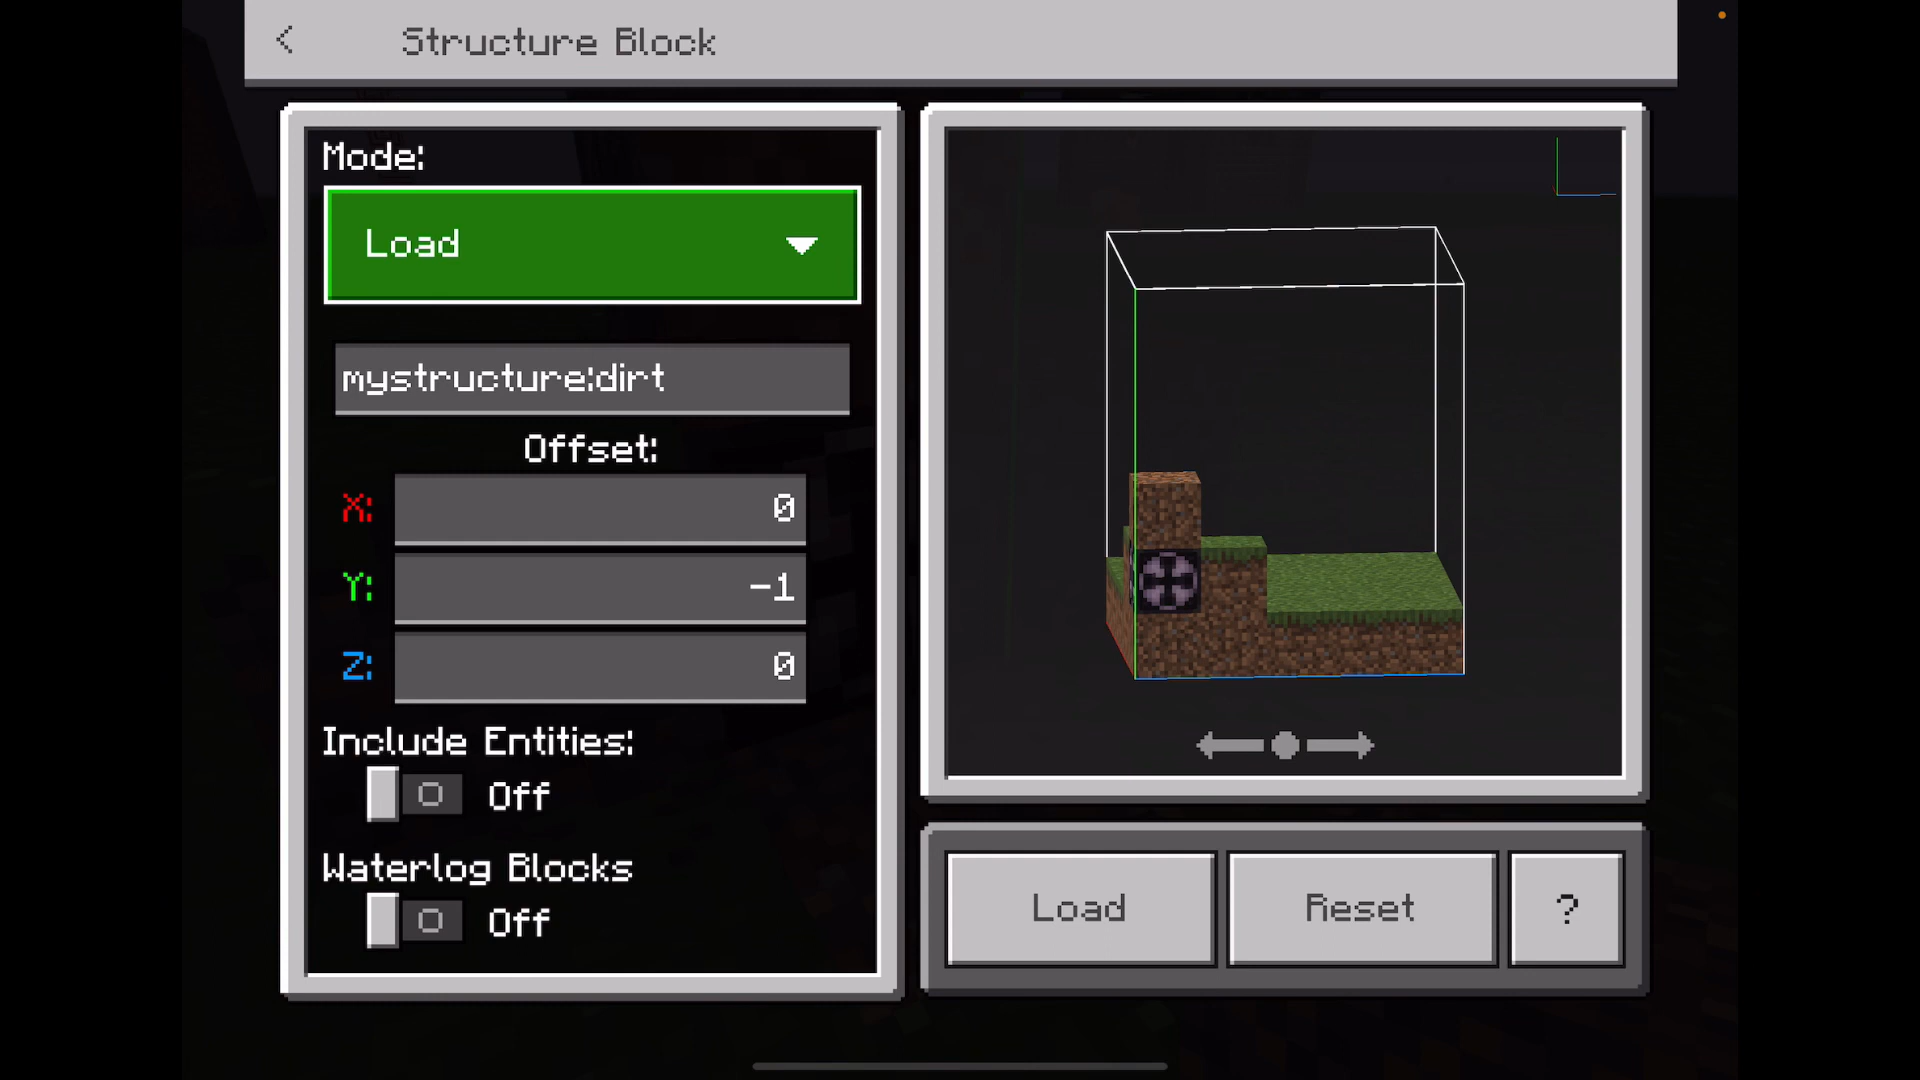 Structure Block
Mode:
Load
mystructure:dirt
Offset:
X: 0
Y: -1
Z: 0
Include Entities:
Off
Waterlog Blocks
Off
Load
Reset
?